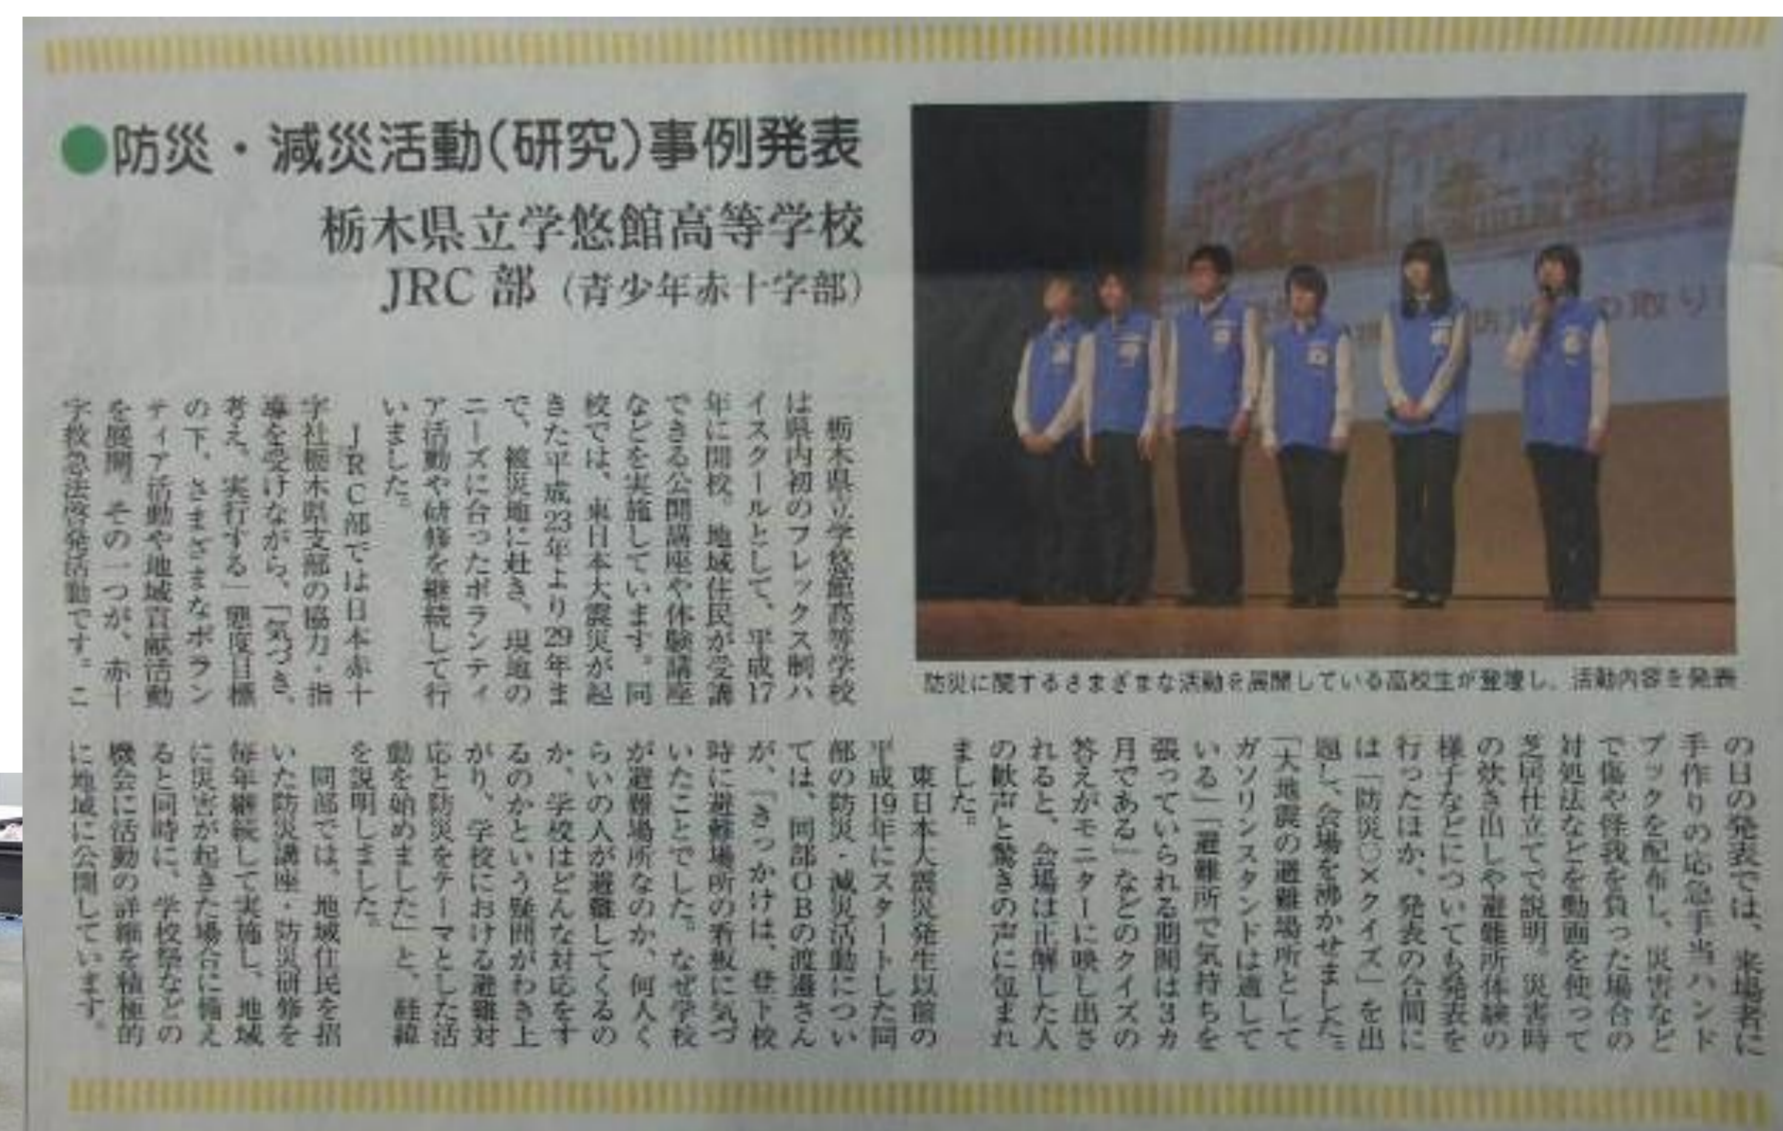 ●防災・減災活動(研究)事例発表
栃木県立学悠館高等学校
JRC部（青少年赤十字部）
栃木県立学悠館高等学校
は県内初のフレックス制ハ
イスクールとして、平成17
年に開校。地域住民が受講
できる公開講座や体験講座
などを実施しています。同
校では、東日本大震災が起
きた平成23年より29年ま
で、被災地に赴き、現地の
ニーズに合ったボランティ
ア活動や研修を継続して行
いました。
JRC部では日本赤十
字社栃木県支部の協力・指
導を受けながら、「気づき、
考え、実行する」態度目標
の下、さまざまなボラン
ティア活動や地域貢献活動
を展開。その一つが、赤十
字救急法啓発活動です。こ
の取り
防災に関するさまざまな活動を展開している高校生が登壇し、活動内容を発表
の日の発表では、来場者に
手作りの応急手当ハンド
ブックを配布し、災害など
で傷や怪我を負った場合の
対処法などを動画を使って
芝居仕立てで説明。災害時
の炊き出しや避難所体験の
様子などについても発表を
行ったほか、発表の合間に
は「防災○×クイズ」を出
題し、会場を沸かせました。
「大地震の避難場所として
ガソリンスタンドは適して
いる」「避難所で気持ちを
張っていられる期間は3カ
月である」などのクイズの
答えがモニターに映し出さ
れると、会場は正解した人
の歓声と驚きの声に包まれ
ました。
東日本大震災発生以前の
平成19年にスタートした同
部の防災・減災活動につい
ては、同部OBの渡邉さん
が、「きっかけは、登下校
時に避難場所の看板に気づ
いたことでした。なぜ学校
が避難場所なのか、何人く
らいの人が避難してくるの
か、学校はどんな対応をす
るのかという疑問がわき上
がり、学校における避難対
応と防災をテーマとした活
動を始めました」と、経緯
を説明しました。
同部では、地域住民を招
いた防災講座・防災研修を
毎年継続して実施し、地域
に災害が起きた場合に備え
ると同時に、学校祭などの
機会に活動の詳細を積極的
に地域に公開しています。